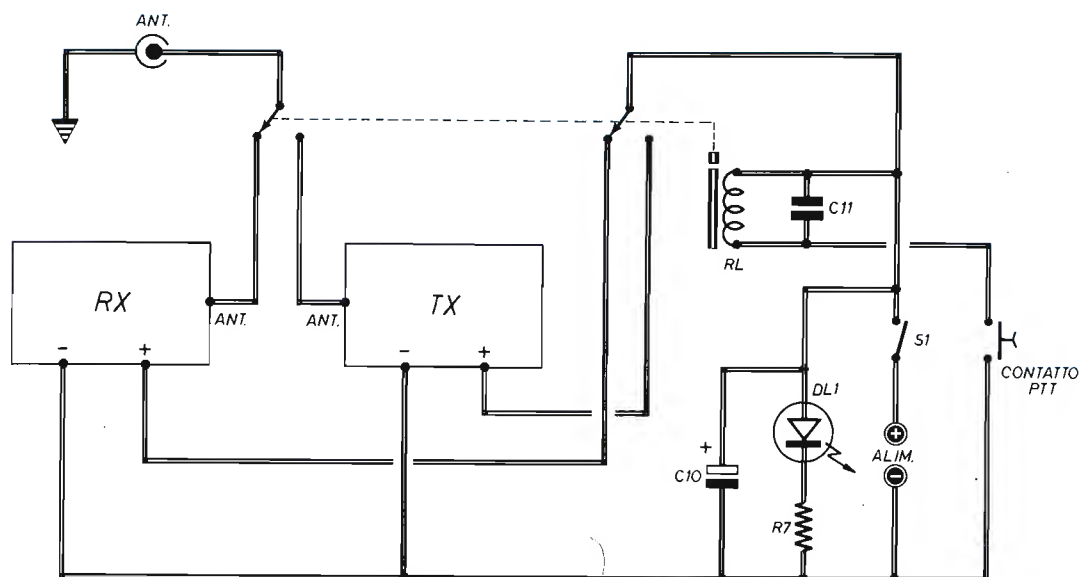 ANT.
C11
RL
RX
ANT.
ANT.
TX
- +
- +
S1
CONTATTO
PTT
DL1
+
ALIM.
+
-
C10
R7